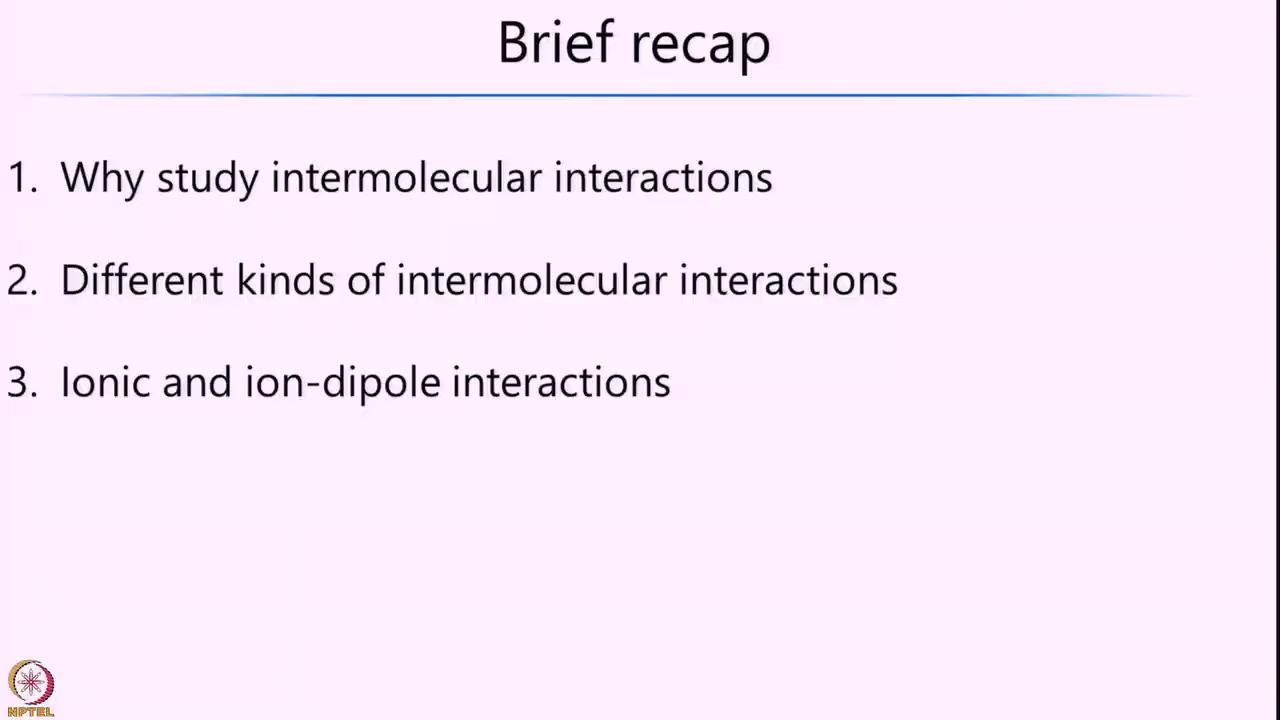 Brief recap
1. Why study intermolecular interactions
2. Different kinds of intermolecular interactions
3. Ionic and ion-dipole interactions
NPTEL